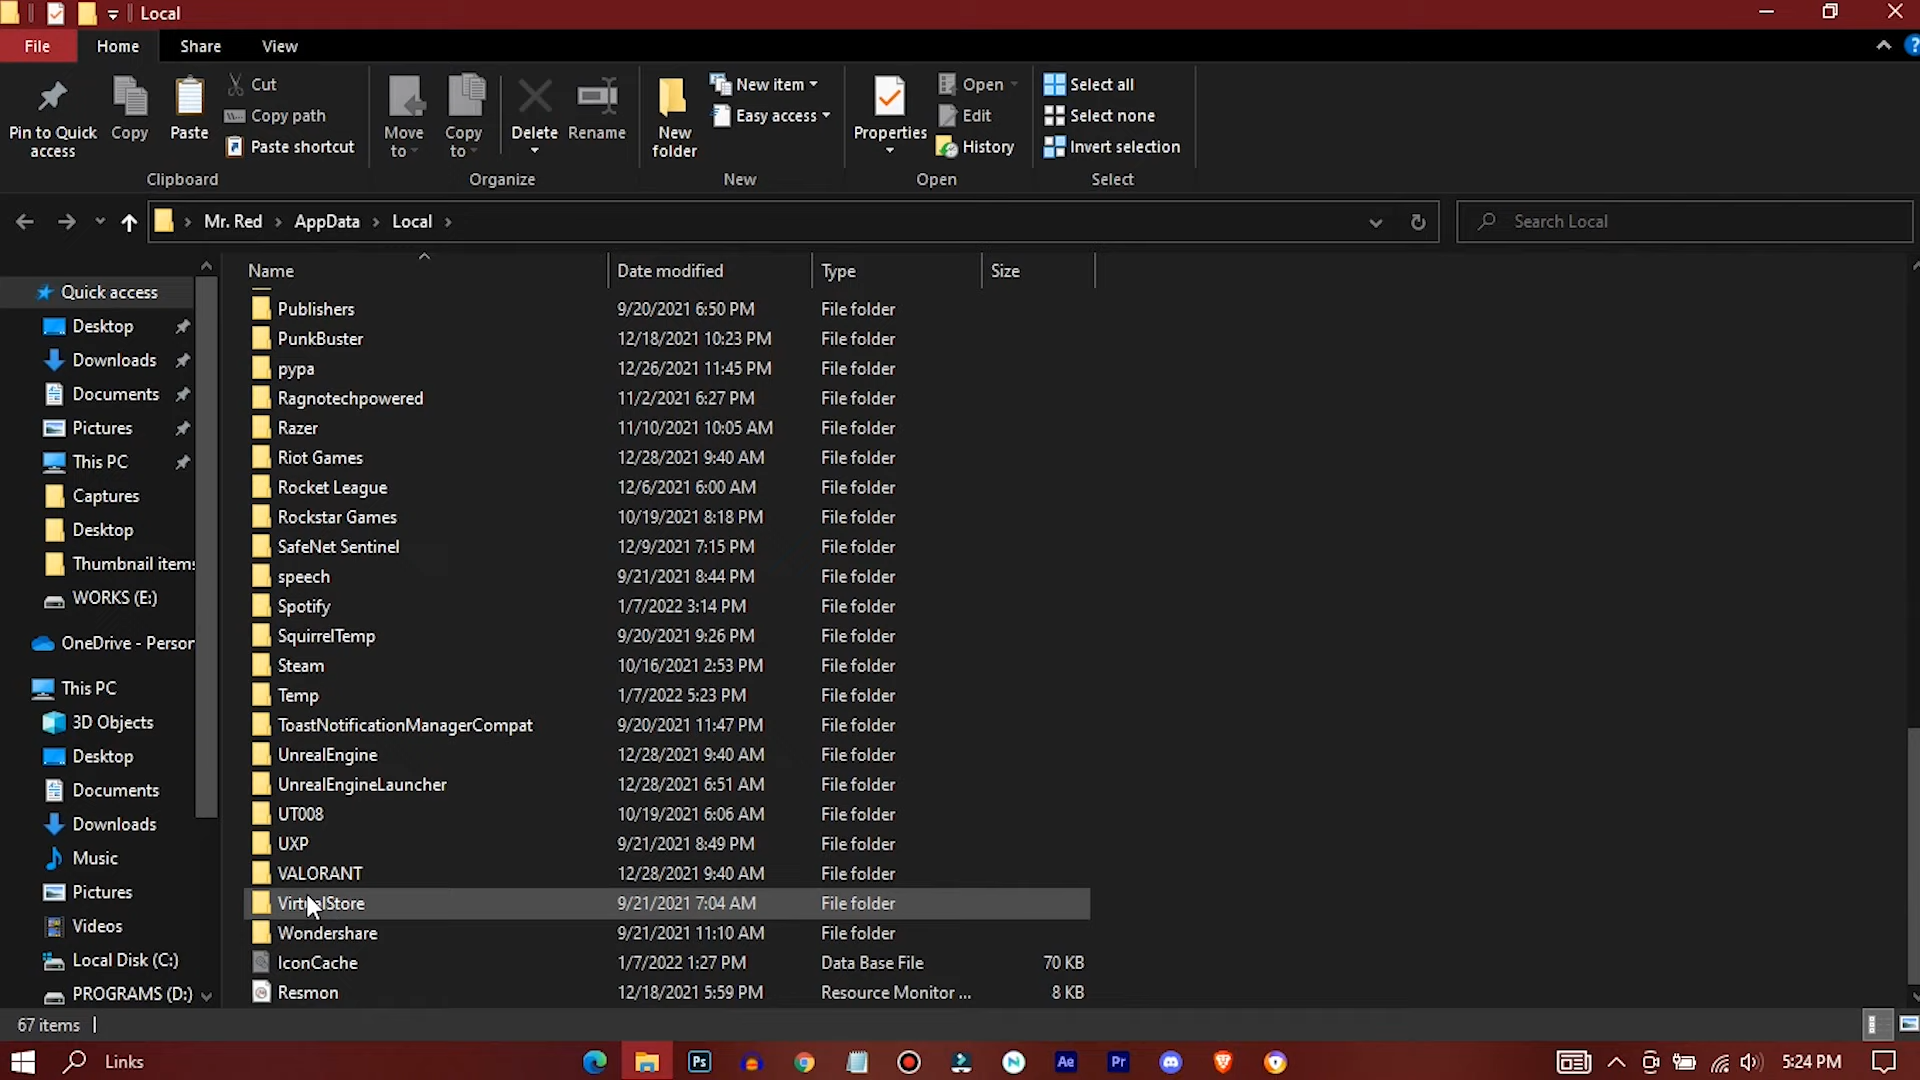 Local
File Home Share View
Pin to Quick access
Copy
Paste
Cut
Copy path
Paste shortcut
Clipboard
Move to
Copy to
Delete
Rename
Organize
New folder
New item
Easy access
New
Properties
Open
Edit
History
Open
Select all
Select none
Invert selection
Select
Mr. Red AppData Local
Search Local
Quick access
Desktop
Downloads
Documents
Pictures
This PC
Captures
Desktop
Thumbnail items
WORKS (E:)
OneDrive - Person
This PC
3D Objects
Desktop
Documents
Downloads
Music
Pictures
Videos
Local Disk (C:)
PROGRAMS (D:)
Name Date modified Type Size
Publishers 9/20/2021 6:50 PM File folder
PunkBuster 12/18/2021 10:23 PM File folder
pypa 12/26/2021 11:45 PM File folder
Ragnotechpowered 11/2/2021 6:27 PM File folder
Razer 11/10/2021 10:05 AM File folder
Riot Games 12/28/2021 9:40 AM File folder
Rocket League 12/6/2021 6:00 AM File folder
Rockstar Games 10/19/2021 8:18 PM File folder
SafeNet Sentinel 12/9/2021 7:15 PM File folder
speech 9/21/2021 8:44 PM File folder
Spotify 1/7/2022 3:14 PM File folder
SquirrelTemp 9/20/2021 9:26 PM File folder
Steam 10/16/2021 2:53 PM File folder
Temp 1/7/2022 5:23 PM File folder
ToastNotificationManagerCompat 9/20/2021 11:47 PM File folder
UnrealEngine 12/28/2021 9:40 AM File folder
UnrealEngineLauncher 12/28/2021 6:51 AM File folder
UT008 10/19/2021 6:06 AM File folder
UXP 9/21/2021 8:49 PM File folder
VALORANT 12/28/2021 9:40 AM File folder
VirtualStore 9/21/2021 7:04 AM File folder
Wondershare 9/21/2021 11:10 AM File folder
IconCache 1/7/2022 1:27 PM Data Base File 70 KB
Resmon 12/18/2021 5:59 PM Resource Monitor ... 8 KB
67 items
Links
Ps
Ae
Pr
5:24 PM